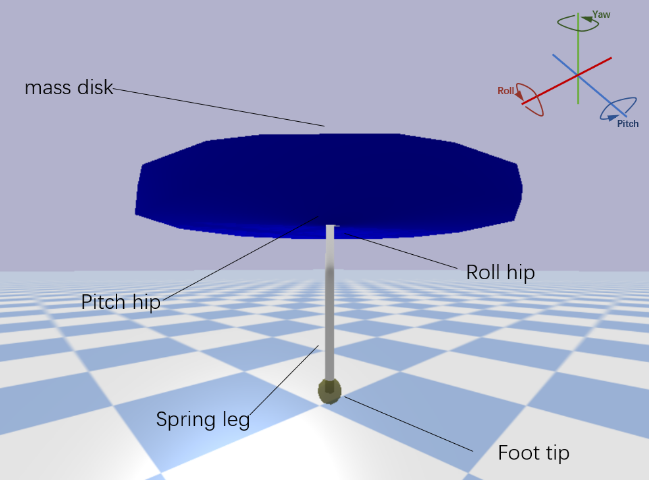 Yaw
mass disk
Roll
Pitch
Roll hip
Pitch hip
Spring leg
Foot tip